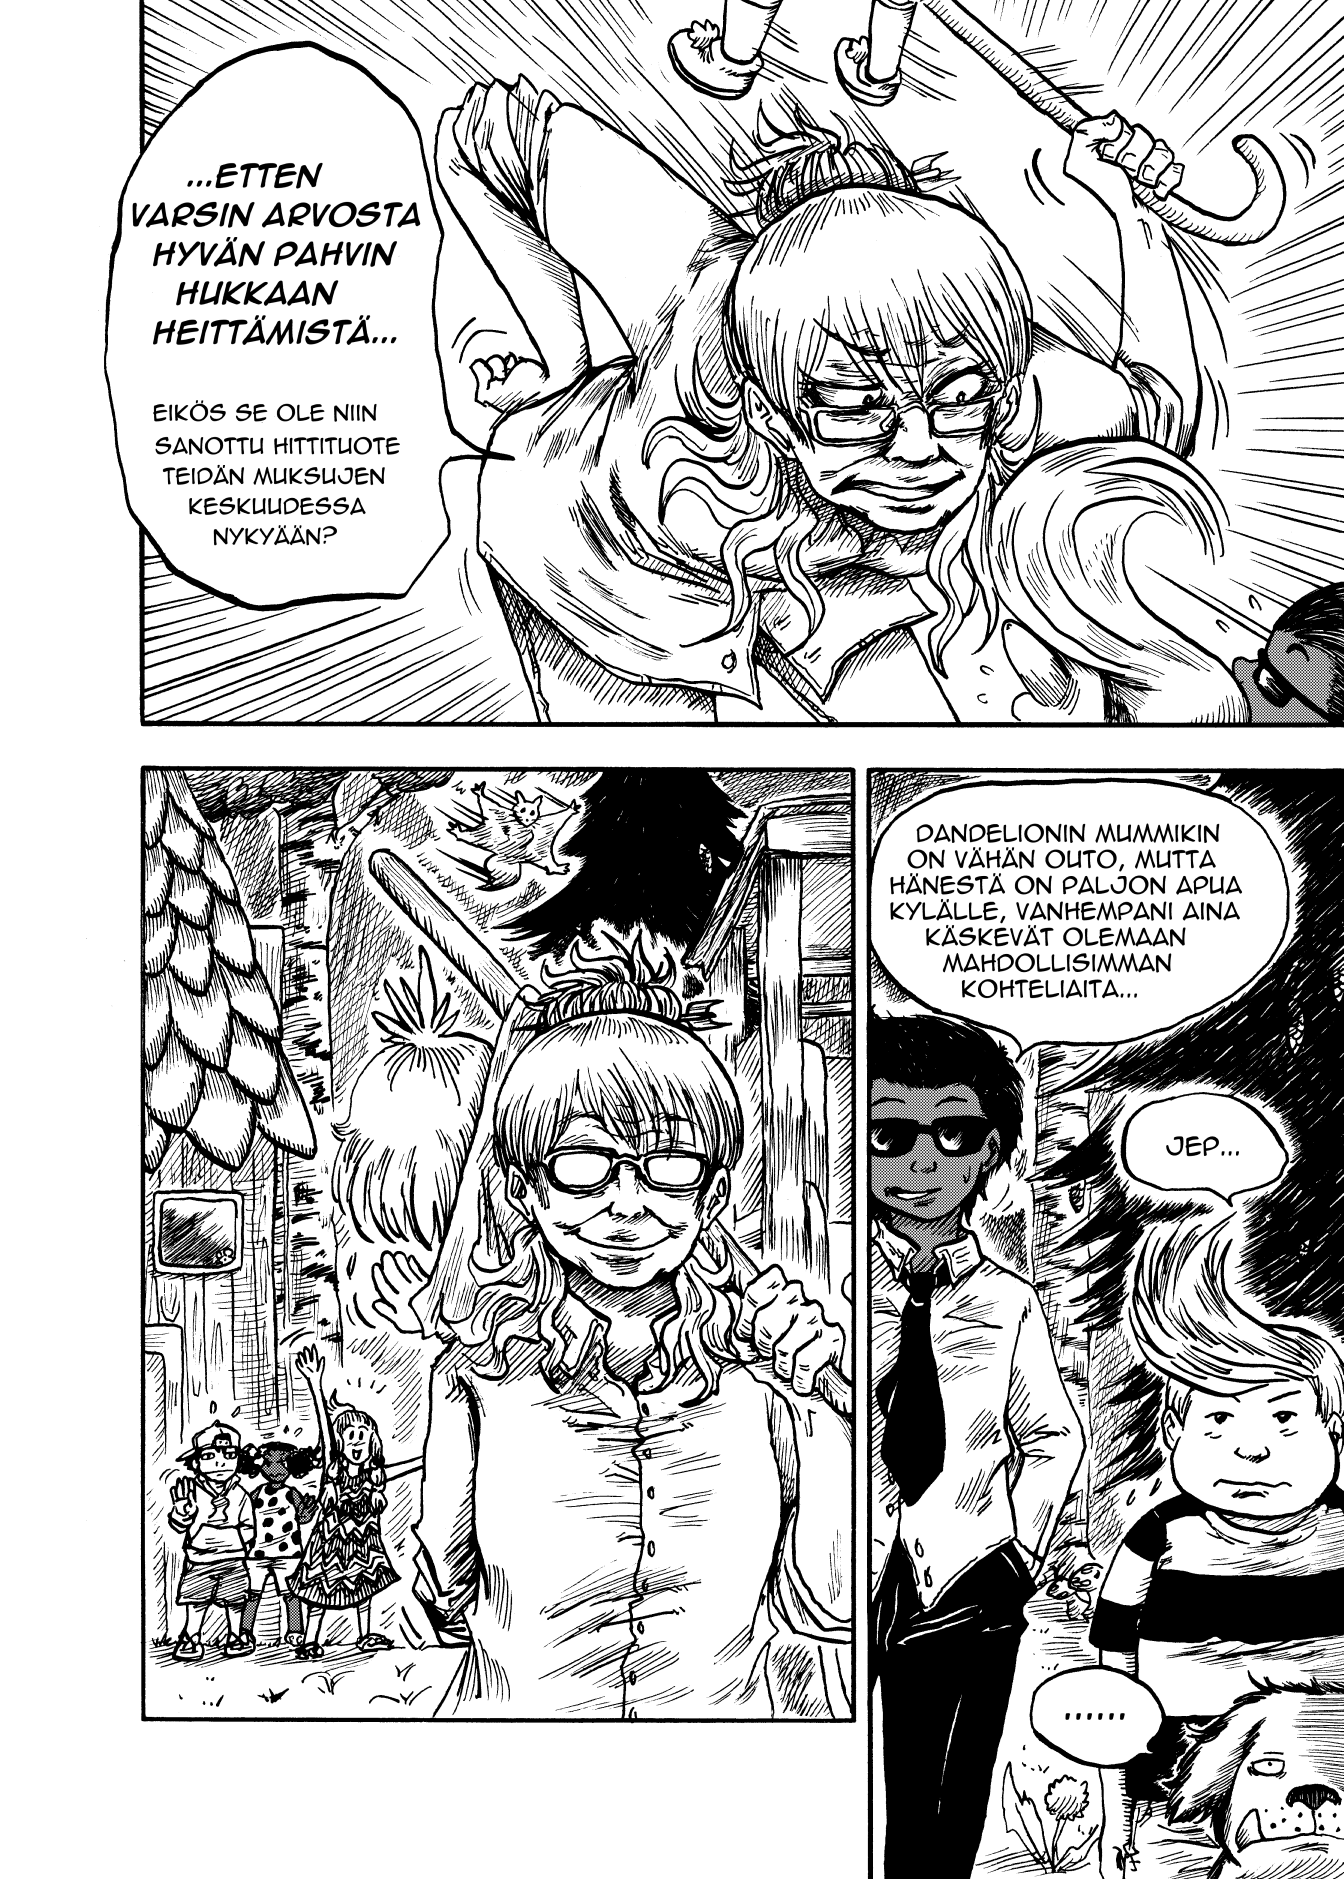 ...ETTEN
VARSIN ARVOSTA
HYVÄN PAHVIN
HUKKAAN
HEITTÄMISTÄ...
EIKÖS SE OLE NIIN
SANOTTU HITTITUOTE
TEIDÄN MUKSUJEN
KESKUUDESSA
NYKYÄÄN?
DANDELIONIN MUMMIKIN
ON VÄHÄN OUTO, MUTTA
HÄNESTÄ ON PALJON APUA
KYLÄLLE, VANHEMPANI AINA
KÄSKEVÄT OLEMAAN
MAHDOLLISIMMAN
KOHTELIAITA...
JEP...
......